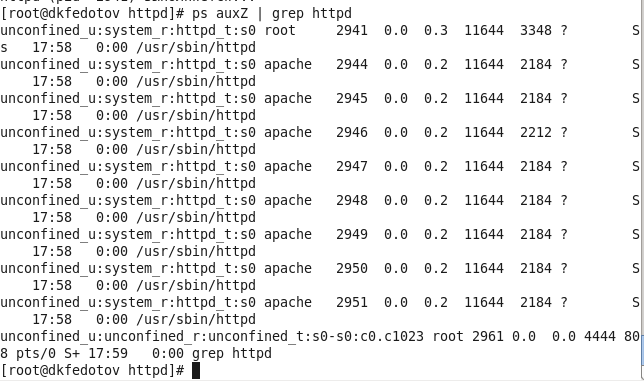 [root@dkfedotov httpd]# ps auxZ | grep httpd
unconfined_u:system_r:httpd_t:s0 root     2941  0.0  0.3  11644  3348 ?        S
s   17:58   0:00 /usr/sbin/httpd
unconfined_u:system_r:httpd_t:s0 apache   2944  0.0  0.2  11644  2184 ?        S
    17:58   0:00 /usr/sbin/httpd
unconfined_u:system_r:httpd_t:s0 apache   2945  0.0  0.2  11644  2184 ?        S
    17:58   0:00 /usr/sbin/httpd
unconfined_u:system_r:httpd_t:s0 apache   2946  0.0  0.2  11644  2212 ?        S
    17:58   0:00 /usr/sbin/httpd
unconfined_u:system_r:httpd_t:s0 apache   2947  0.0  0.2  11644  2184 ?        S
    17:58   0:00 /usr/sbin/httpd
unconfined_u:system_r:httpd_t:s0 apache   2948  0.0  0.2  11644  2184 ?        S
    17:58   0:00 /usr/sbin/httpd
unconfined_u:system_r:httpd_t:s0 apache   2949  0.0  0.2  11644  2184 ?        S
    17:58   0:00 /usr/sbin/httpd
unconfined_u:system_r:httpd_t:s0 apache   2950  0.0  0.2  11644  2184 ?        S
    17:58   0:00 /usr/sbin/httpd
unconfined_u:system_r:httpd_t:s0 apache   2951  0.0  0.2  11644  2184 ?        S
    17:58   0:00 /usr/sbin/httpd
unconfined_u:unconfined_r:unconfined_t:s0-s0:c0.c1023 root 2961 0.0  0.0 4444 80
8 pts/0 S+ 17:59   0:00 grep httpd
[root@dkfedotov httpd]#